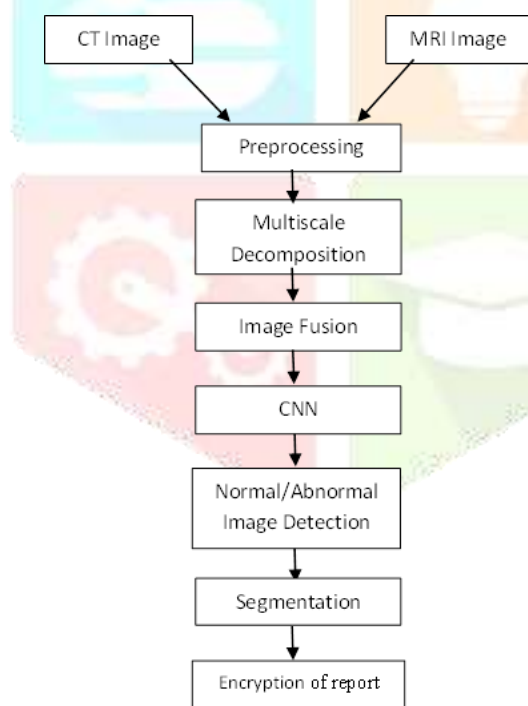 CT Image
MRI Image
Preprocessing
Multiscale
Decomposition
Image Fusion
CNN
Normal/Abnormal
Image Detection
Segmentation
Encryption of report